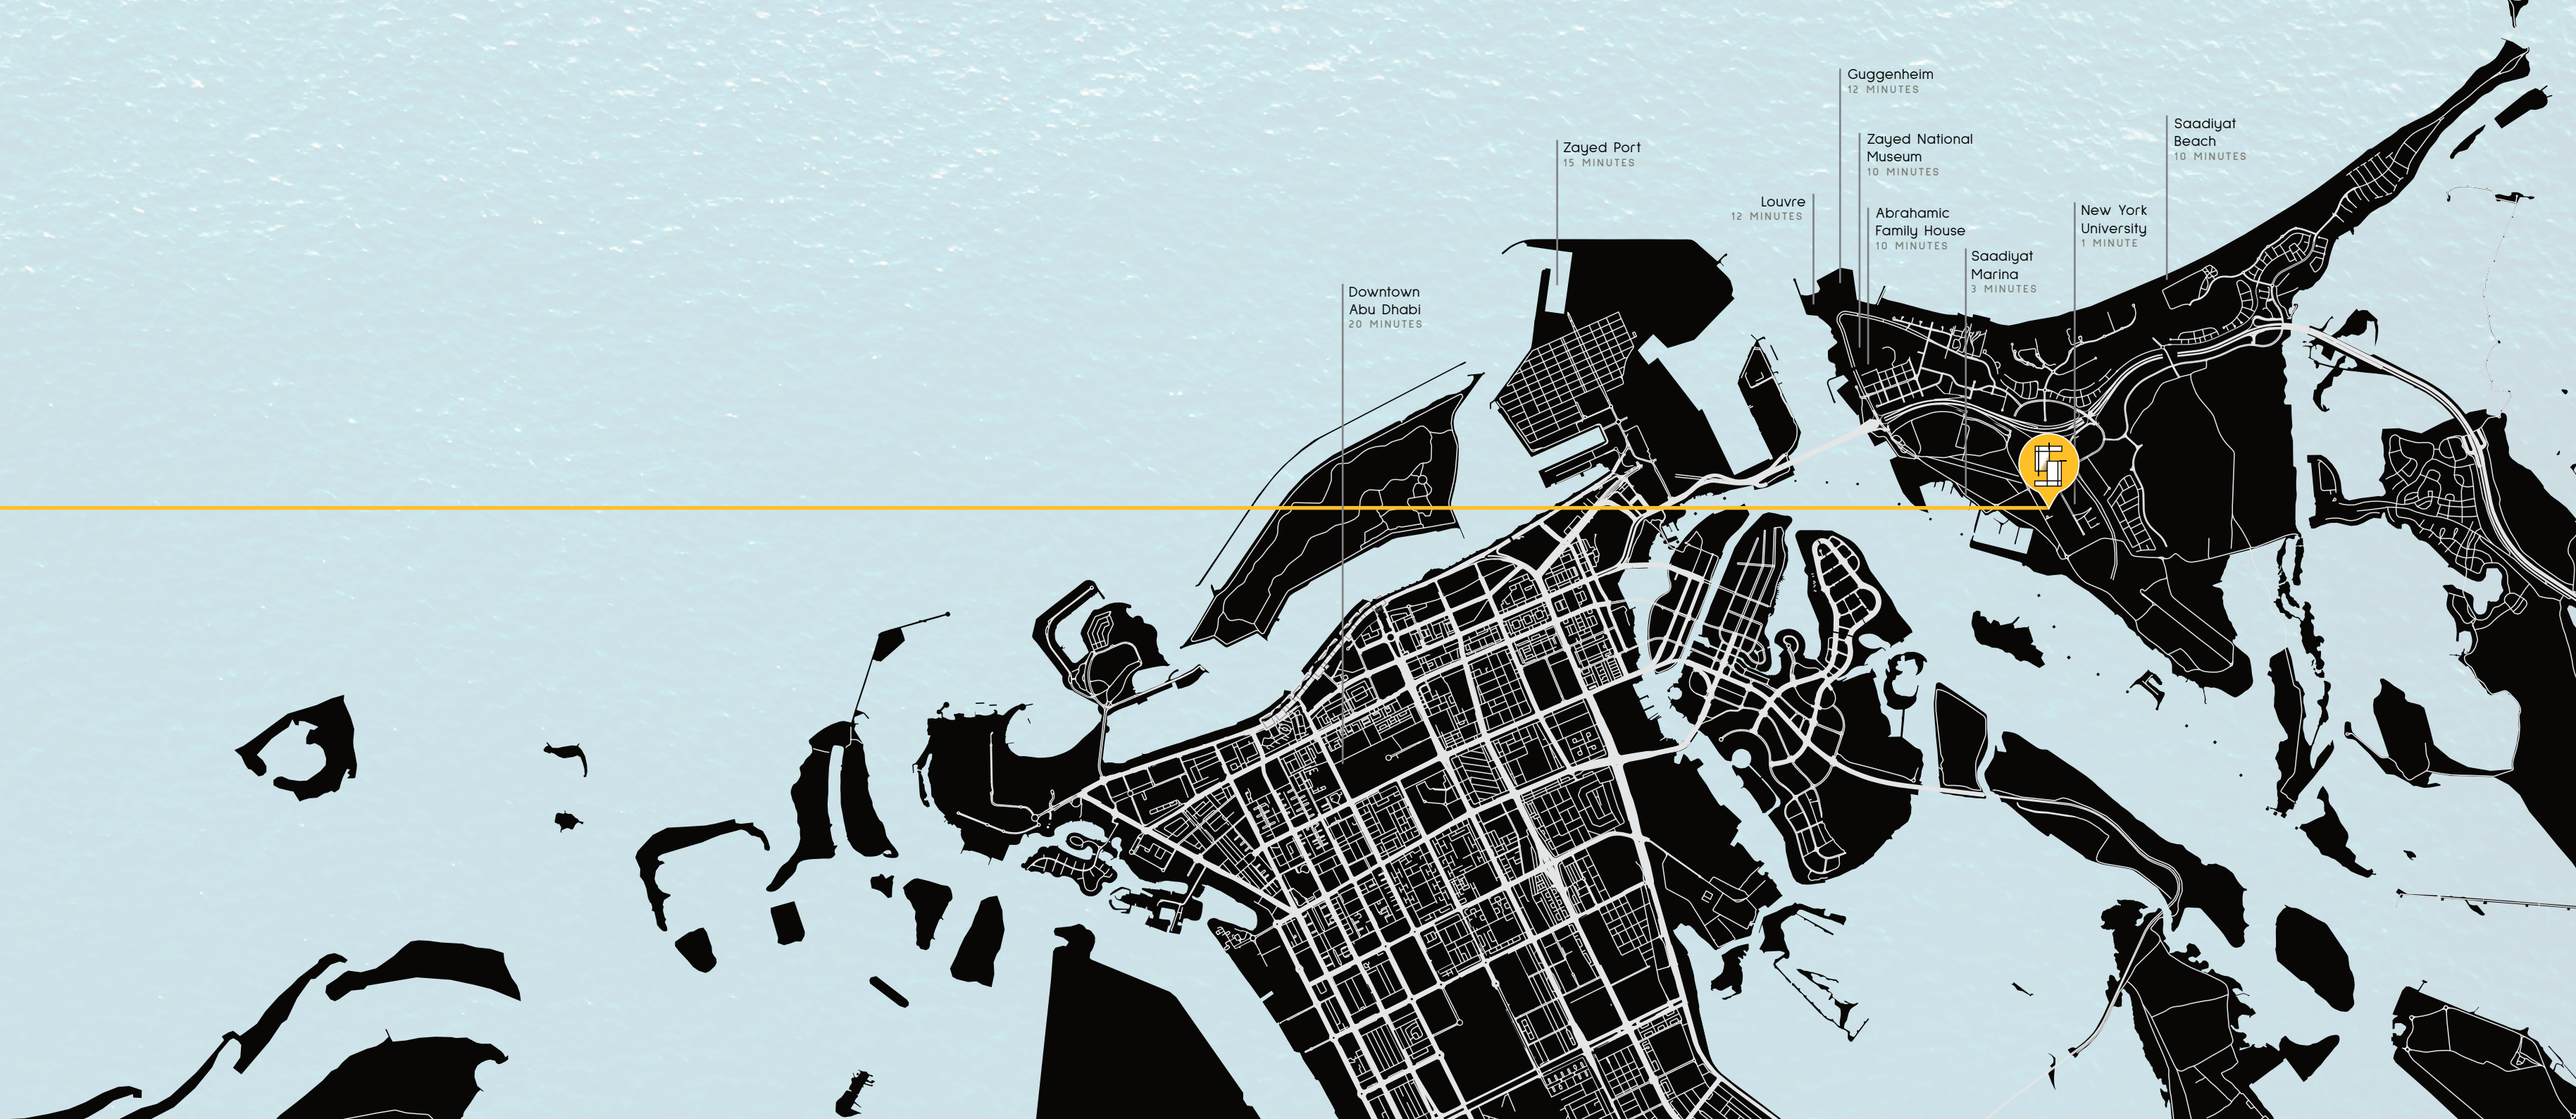 Guggenheim
12 MINUTES
Saadiyat
Beach
10 MINUTES
Zayed National
Museum
10 MINUTES
Zayed Port
15 MINUTES
Louvre
12 MINUTES
Abrahamic
Family House
10 MINUTES
New York
University
1 MINUTE
Saadiyat
Marina
3 MINUTES
Downtown
Abu Dhabi
20 MINUTES